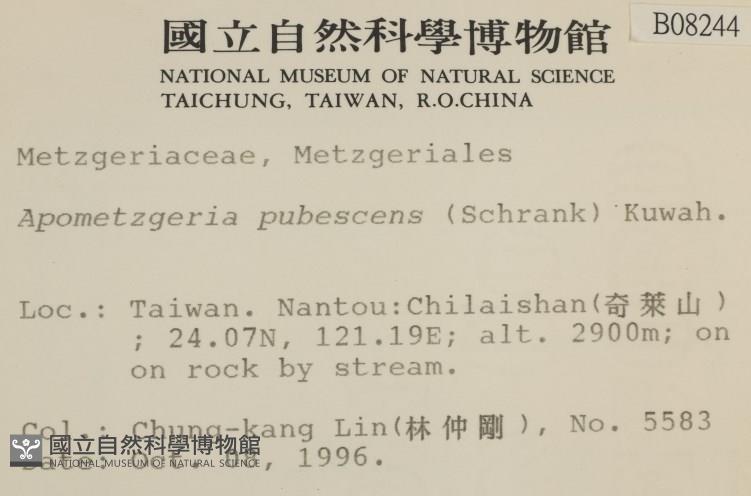 國立自然科學博物館
B08244
NATIONAL MUSEUM OF NATURAL SCIENCE
TAICHUNG, TAIWAN, R.O.CHINA
Metzgeriaceae, Metzgeriales
Apometzgeria pubescens (Schrank) Kuwah.
Loc.: Taiwan. Nantou:Chilaishan(奇萊山)
; 24.07N, 121.19E; alt. 2900m; on
on rock by stream.
Col.: Chung-kang Lin(林仲剛), No. 5583
Date: Oct. , 1996.
國立自然科學博物館
NATIONAL MUSEUM OF NATURAL SCIENCE